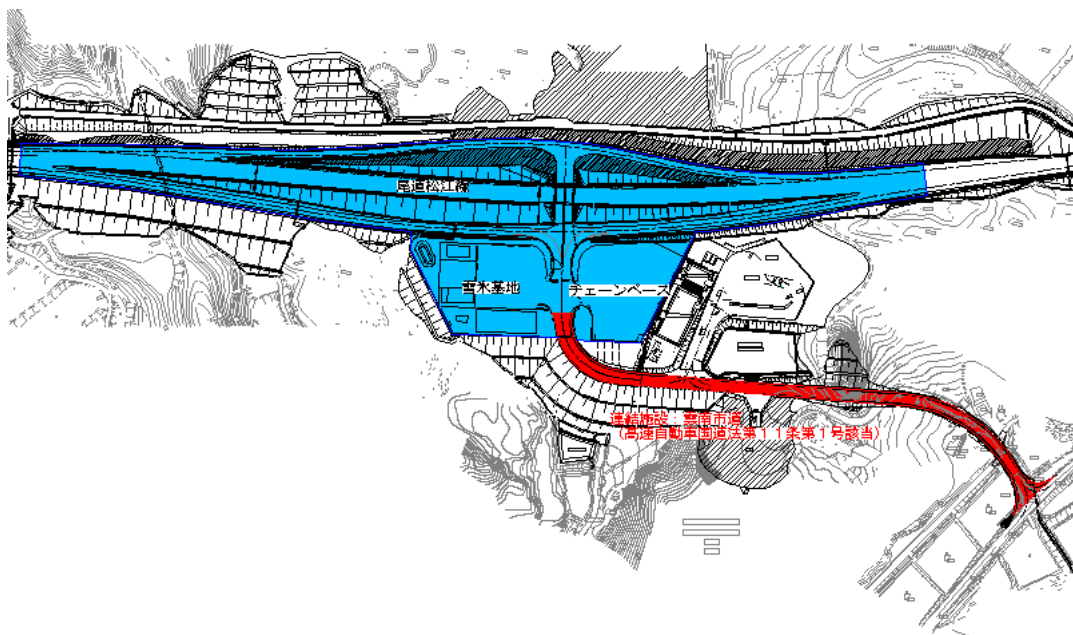 尾道松江線
雪氷基地
チェーンベース
連結施設：雲南市道
（高速自動車国道法第１１条第１号該当）